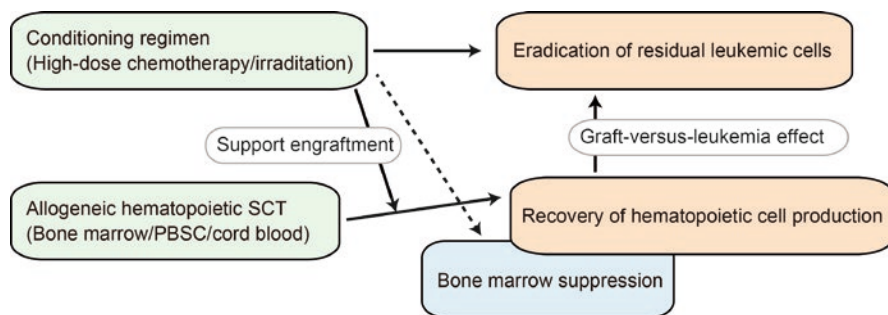 Conditioning regimen
(High-dose chemotherapy/irraditation)
Eradication of residual leukemic cells
Support engraftment
Graft-versus-leukemia effect
Allogeneic hematopoietic SCT
(Bone marrow/PBSC/cord blood)
Recovery of hematopoietic cell production
Bone marrow suppression